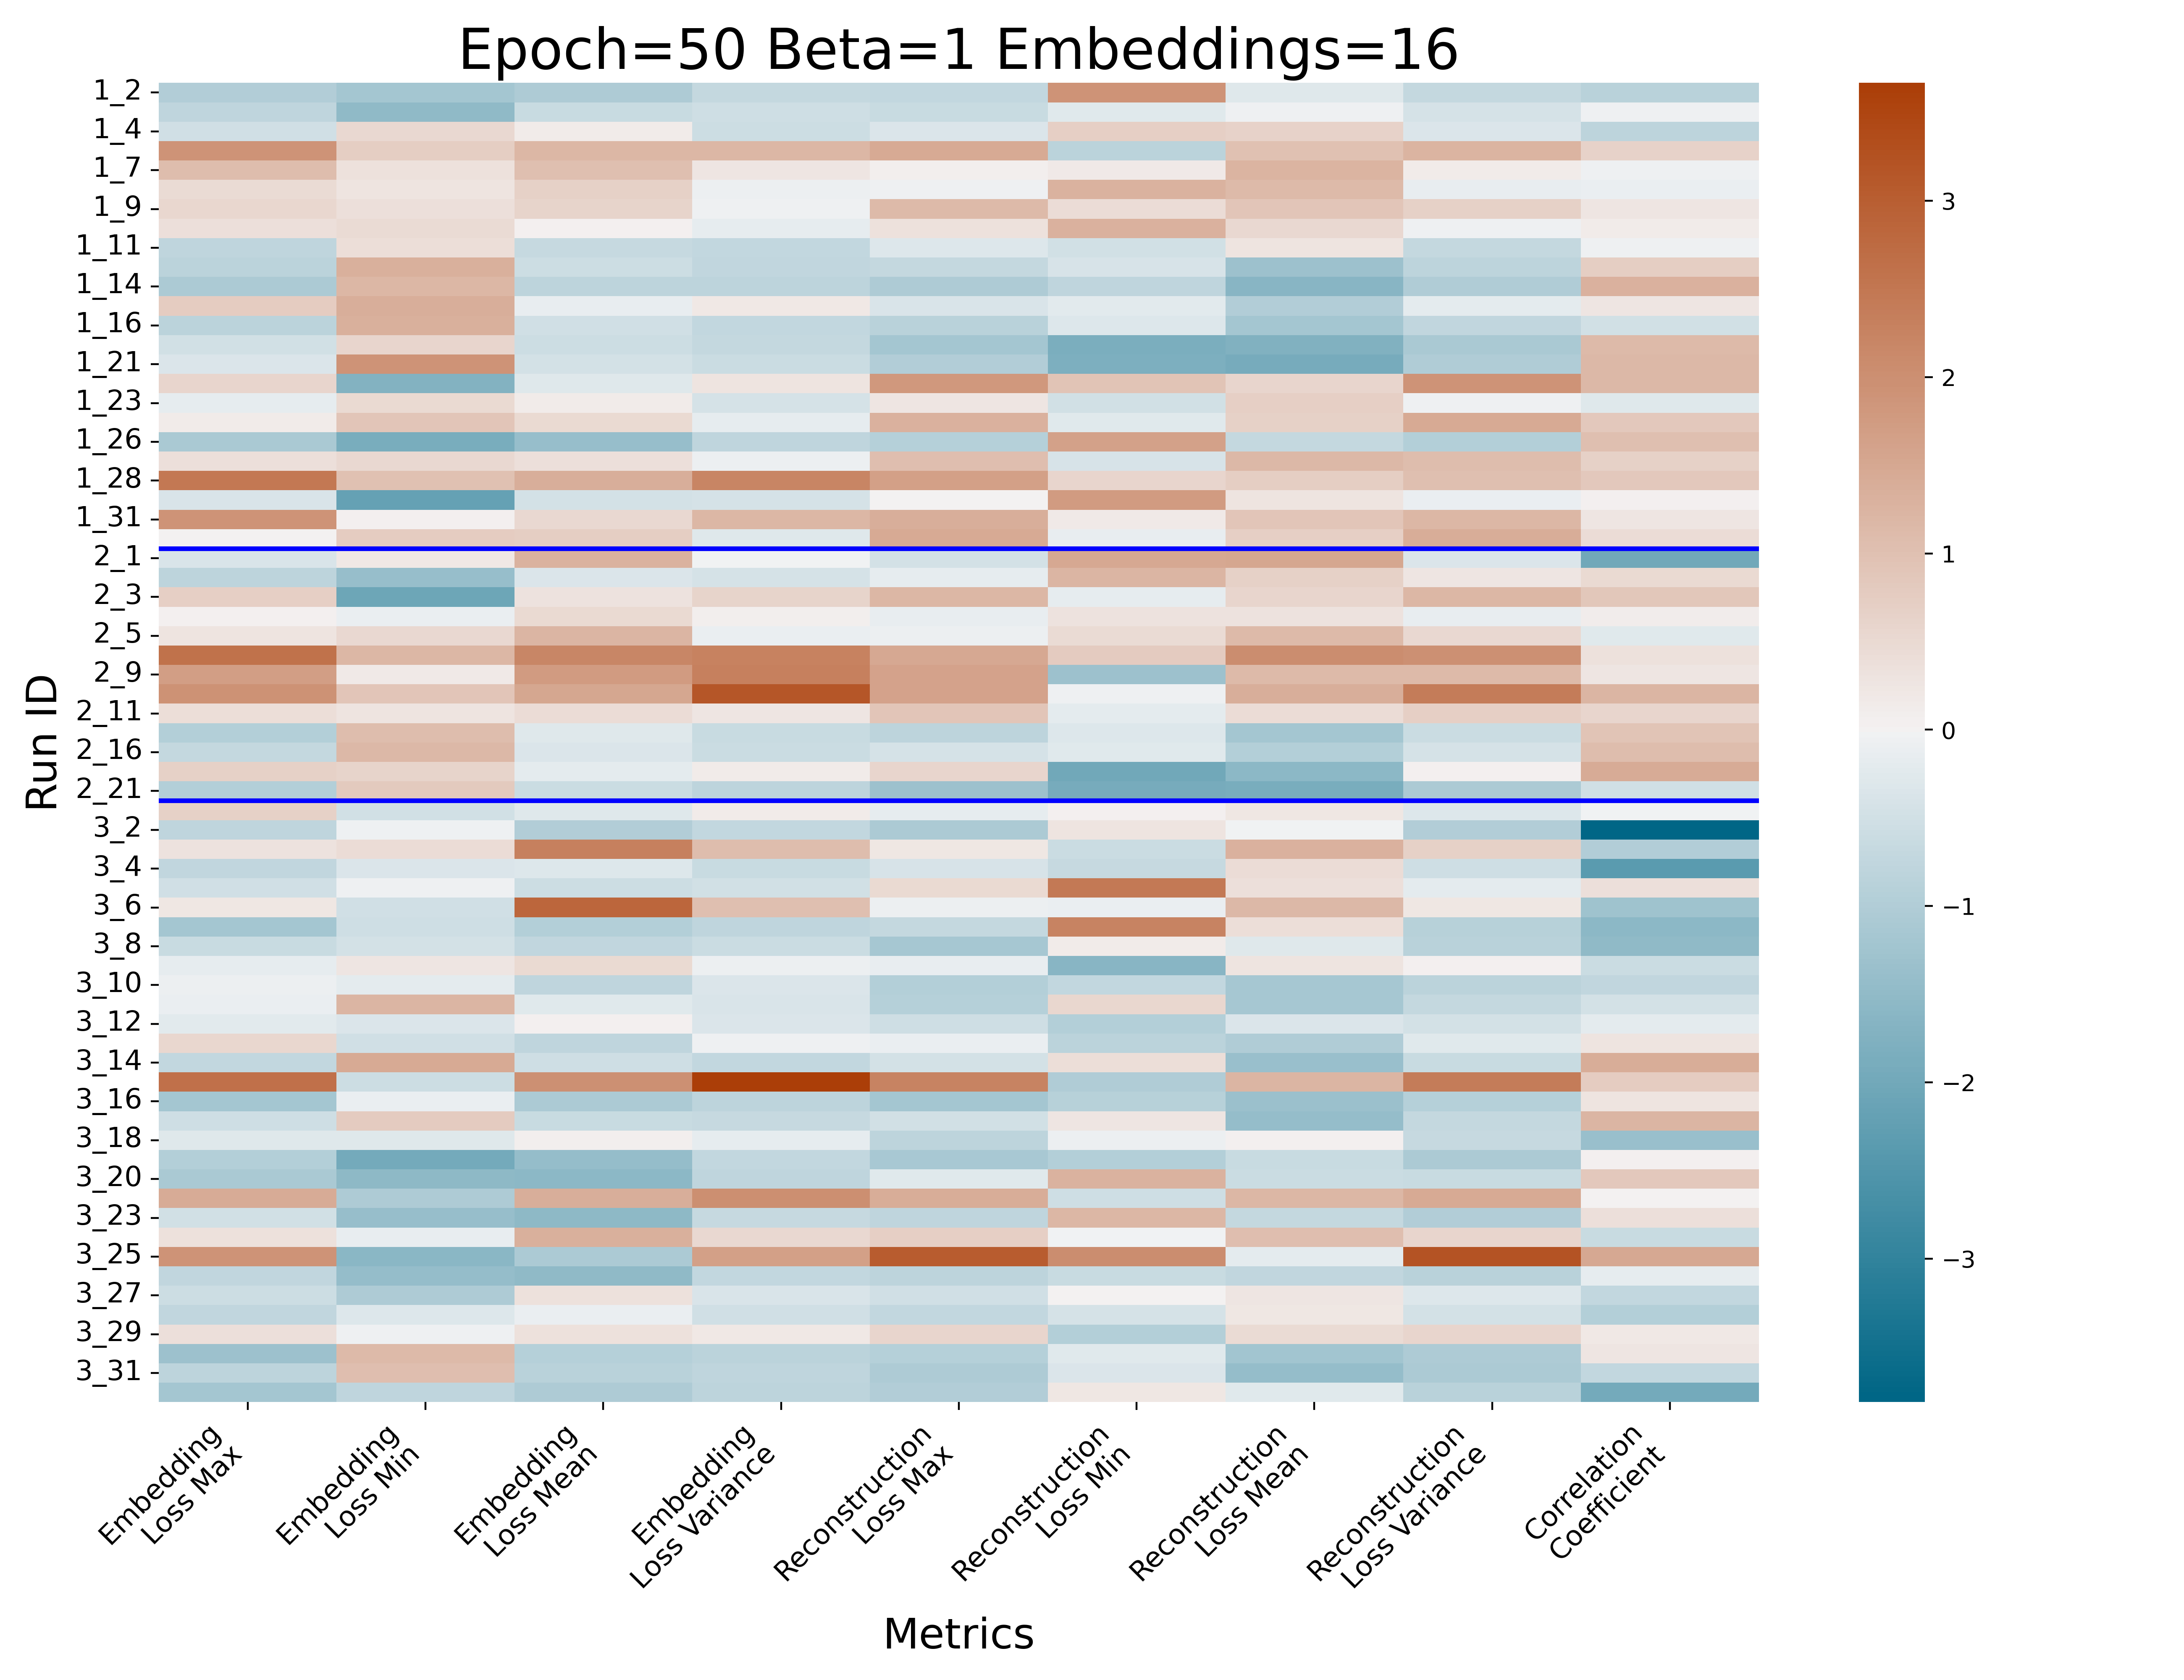 Epoch=50 Beta=1 Embeddings=16
Run ID
1_2
1_4
1_7
1_9
1_11
1_14
1_16
1_21
1_23
1_26
1_28
1_31
2_1
2_3
2_5
2_9
2_11
2_16
2_21
3_2
3_4
3_6
3_8
3_10
3_12
3_14
3_16
3_18
3_20
3_23
3_25
3_27
3_29
3_31
3
2
1
0
−1
−2
−3
Embedding
Loss Max
Embedding
Loss Min
Embedding
Loss Mean
Embedding
Loss Variance
Reconstruction
Loss Max
Reconstruction
Loss Min
Reconstruction
Loss Mean
Reconstruction
Loss Variance
Correlation
Coefficient
Metrics